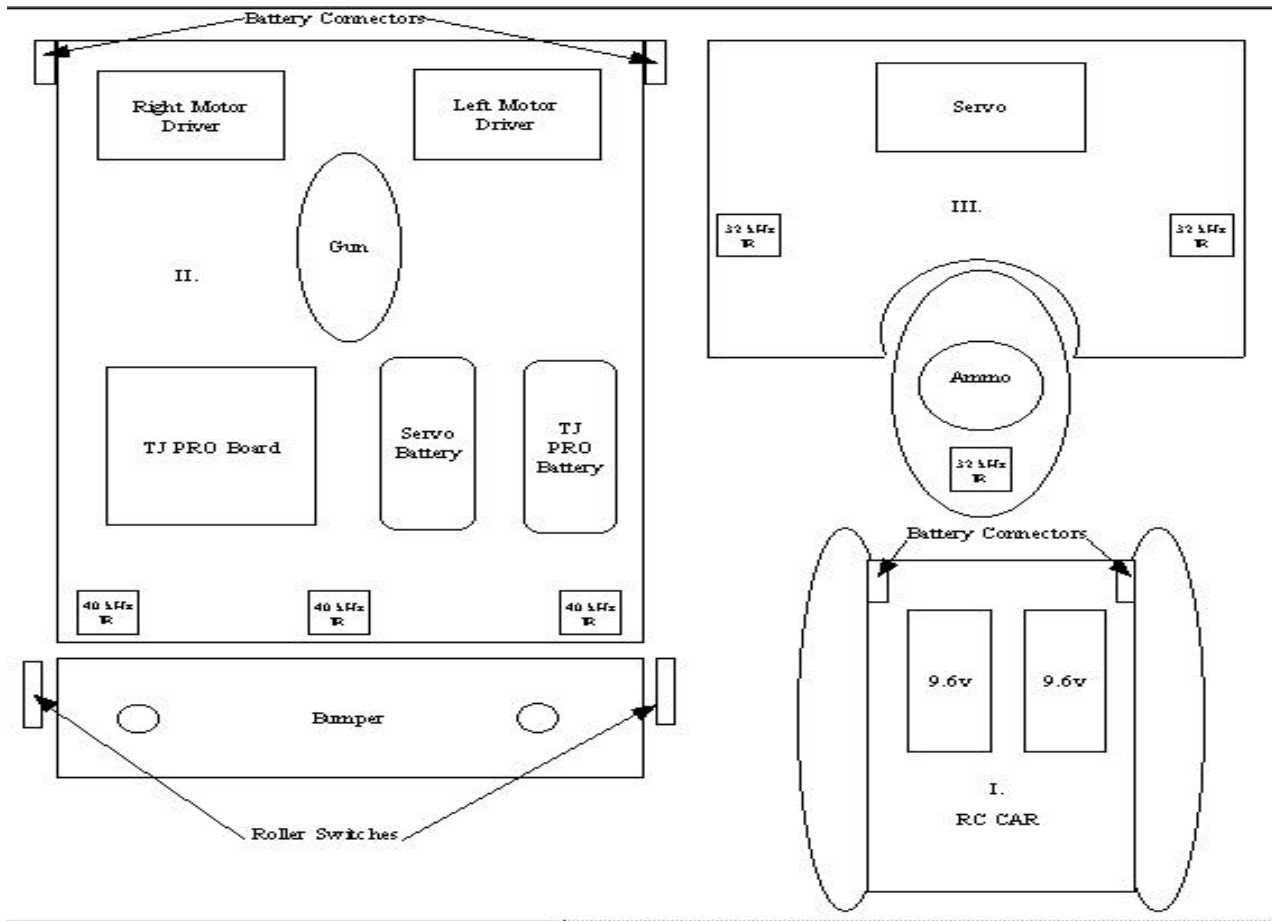 Battery Connectors
Right Motor
Driver
Left Motor
Driver
Gun
II.
TJ PRO Board
Servo
Battery
TJ
PRO
Battery
40 kHz
IR
40 kHz
IR
40 kHz
IR
Bumper
Roller Switches
Servo
III.
32 kHz
IR
32 kHz
IR
Ammo
32 kHz
IR
Battery Connectors
9.6v
9.6v
I.
RC CAR